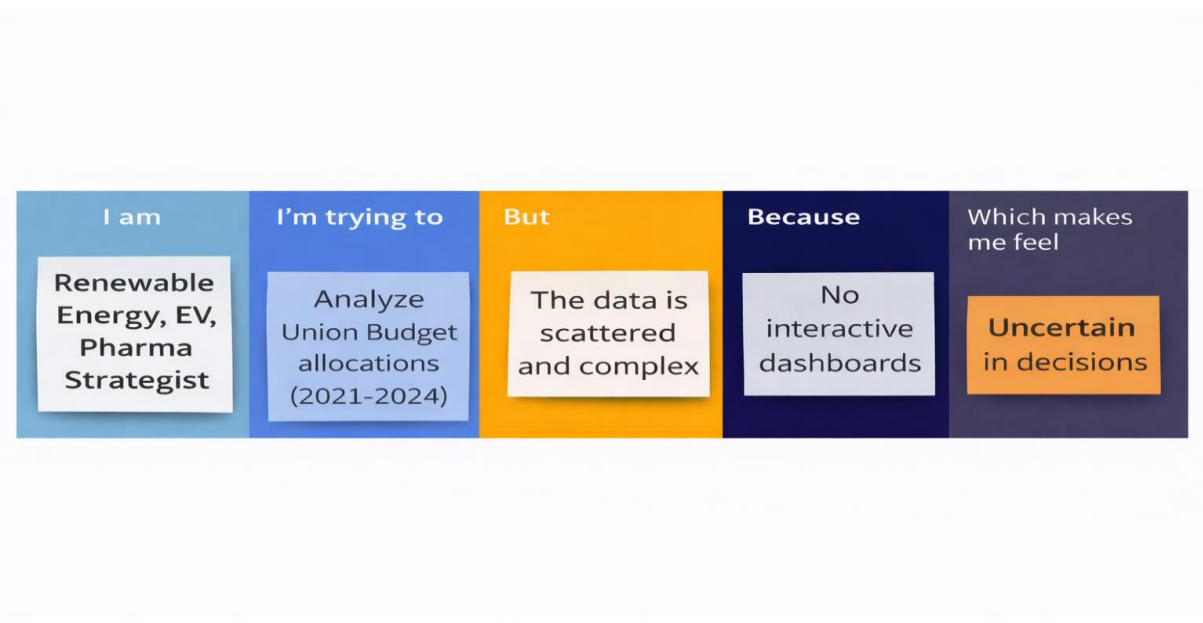 I am
Renewable
Energy, EV,
Pharma
Strategist
I'm trying to
Analyze
Union Budget
allocations
(2021-2024)
But
The data is
scattered
and complex
Because
No
interactive
dashboards
Which makes
me feel
Uncertain
in decisions